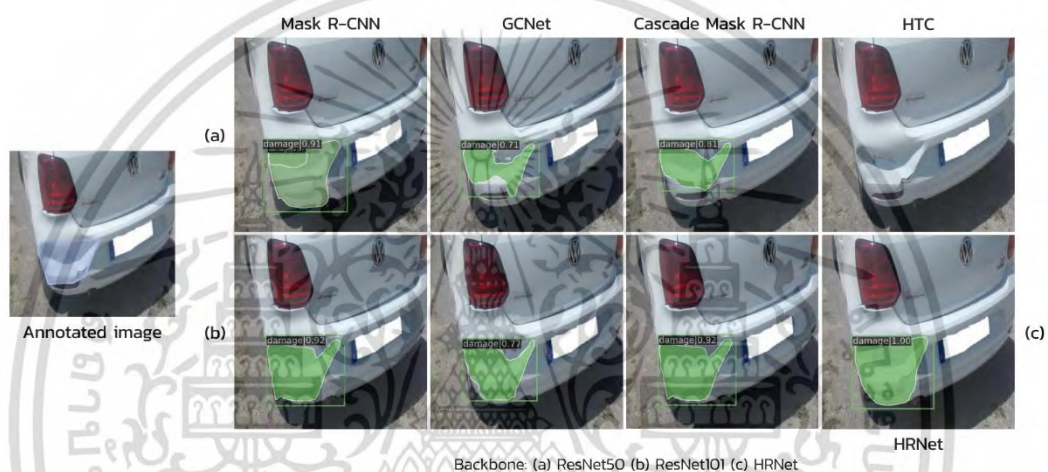 Mask R-CNN GCNet Cascade Mask R-CNN HTC
(a)
damage|0.91 damage|0.71 damage|0.81
Annotated image
(b)
damage|0.92 damage|0.77 damage|0.92 damage|1.00
(c)
HRNet
Backbone: (a) ResNet50 (b) ResNet101 (c) HRNet